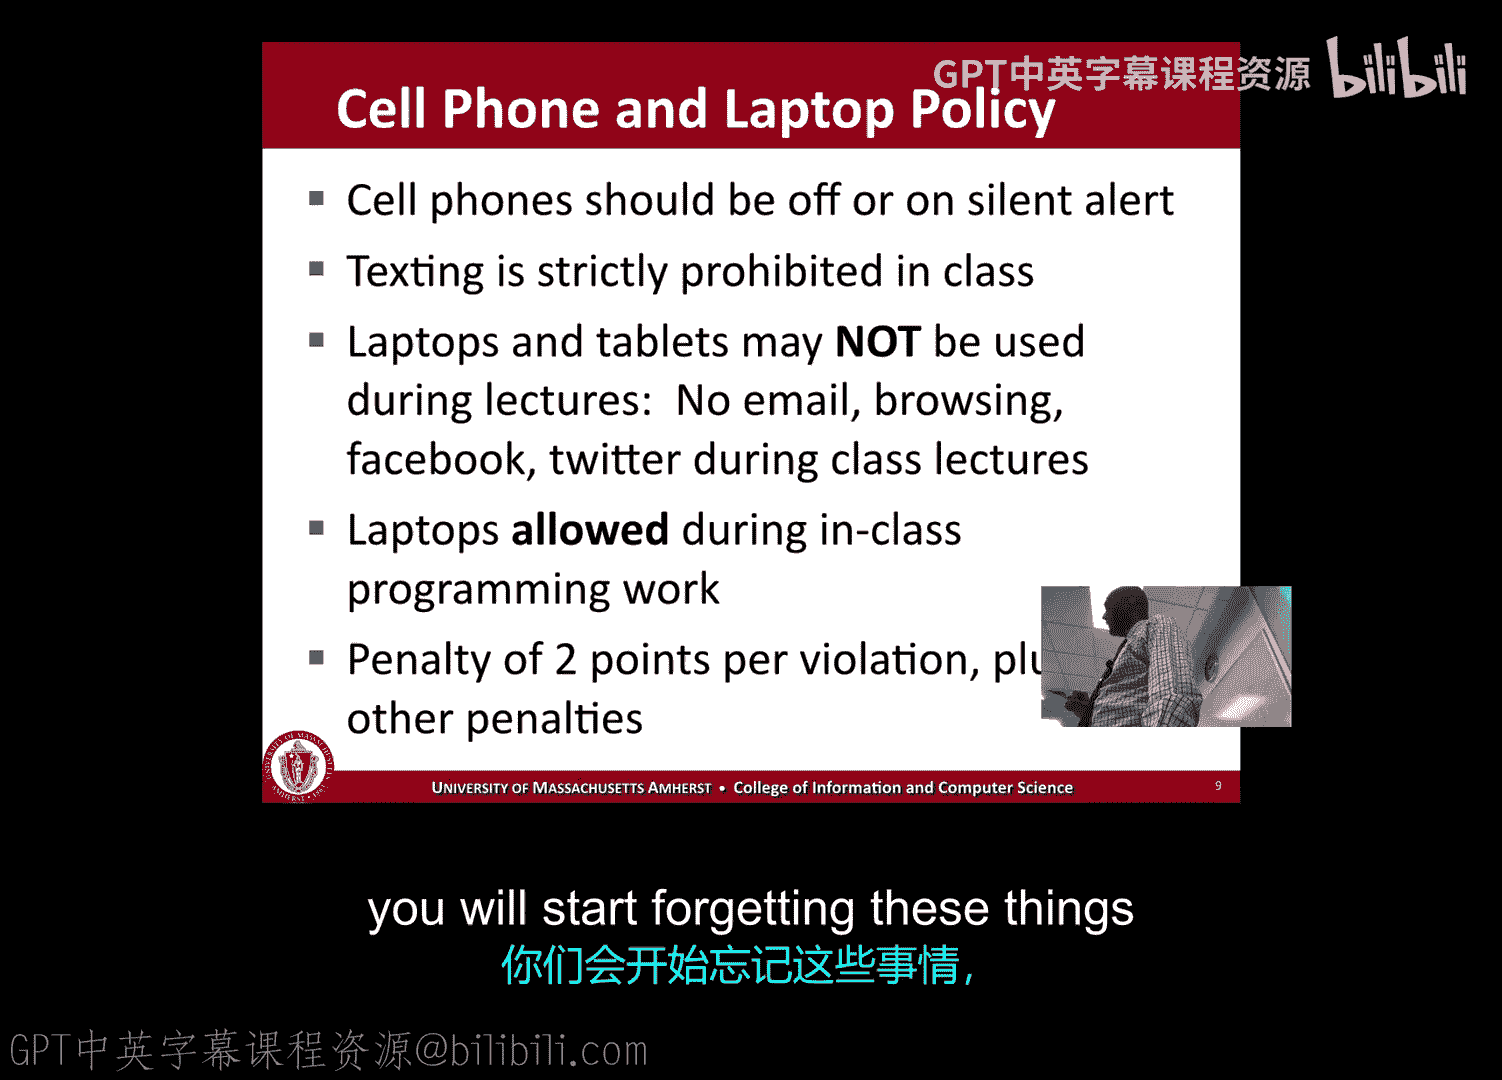 GPT中英字幕课程资源 bilibili
Cell Phone and Laptop Policy
Cell phones should be off or on silent alert
Texting is strictly prohibited in class
Laptops and tablets may NOT be used
during lectures: No email, browsing,
facebook, twitter during class lectures
Laptops allowed during in-class
programming work
Penalty of 2 points per violation,
other penalties
UNIVERSITY OF MASSACHUSETTS AMHERST • College of Information and Computer Science
9
you will start forgetting these things
你们会开始忘记这些事情，
GPT中英字幕课程资源@bilibili.com